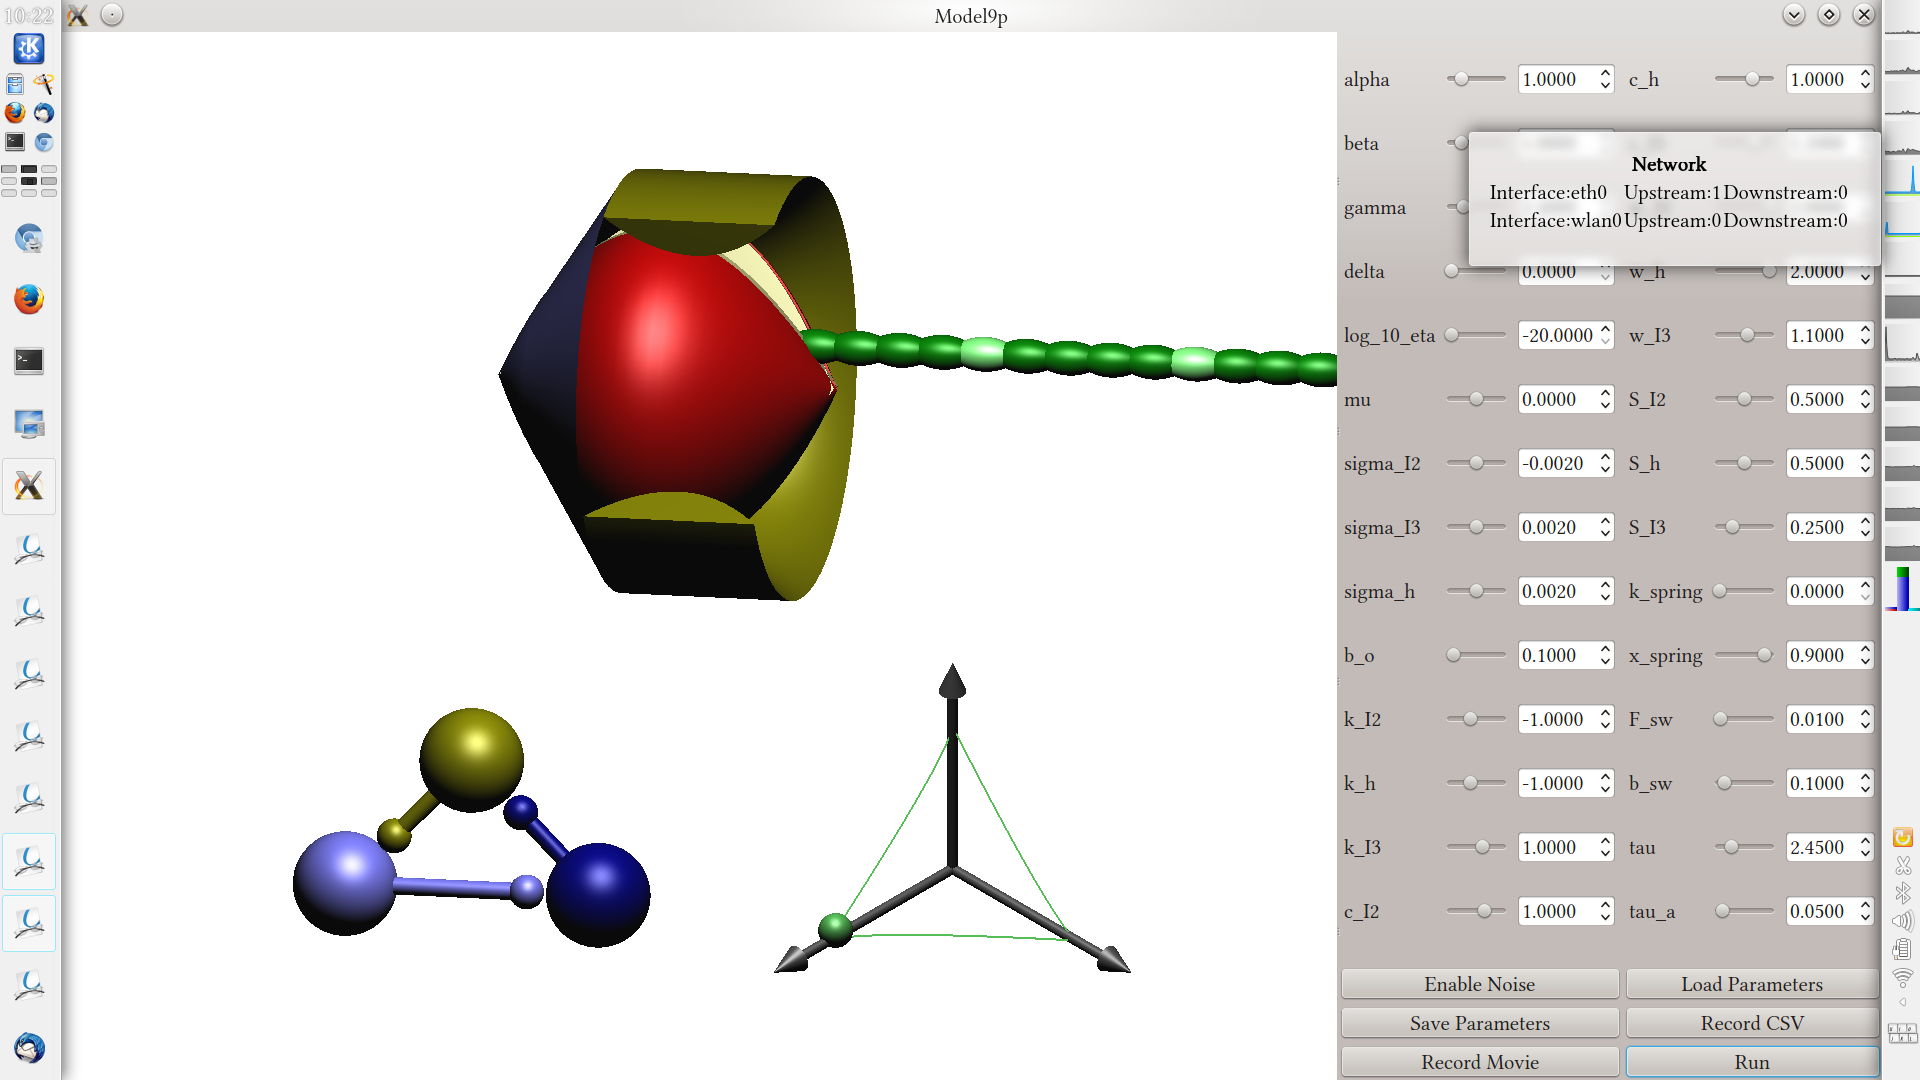 10:22
Model9p
alpha 1.0000 c_h 1.0000
beta
Network
Interface:eth0 Upstream:1 Downstream:0
gamma
Interface:wlan0 Upstream:0 Downstream:0
delta 0.0000 w_h 2.0000
log_10_eta -20.0000 w_I3 1.1000
mu 0.0000 S_I2 0.5000
sigma_I2 -0.0020 S_h 0.5000
sigma_I3 0.0020 S_I3 0.2500
sigma_h 0.0020 k_spring 0.0000
b_o 0.1000 x_spring 0.9000
k_I2 -1.0000 F_sw 0.0100
k_h -1.0000 b_sw 0.1000
k_I3 1.0000 tau 2.4500
c_I2 1.0000 tau_a 0.0500
Enable Noise Load Parameters
Save Parameters Record CSV
Record Movie Run